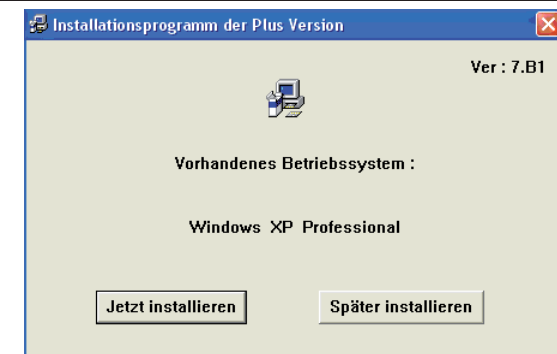 Installationsprogramm der Plus Version
Ver : 7.B1
Vorhandenes Betriebssystem :
Windows XP Professional
Jetzt installieren
Später installieren